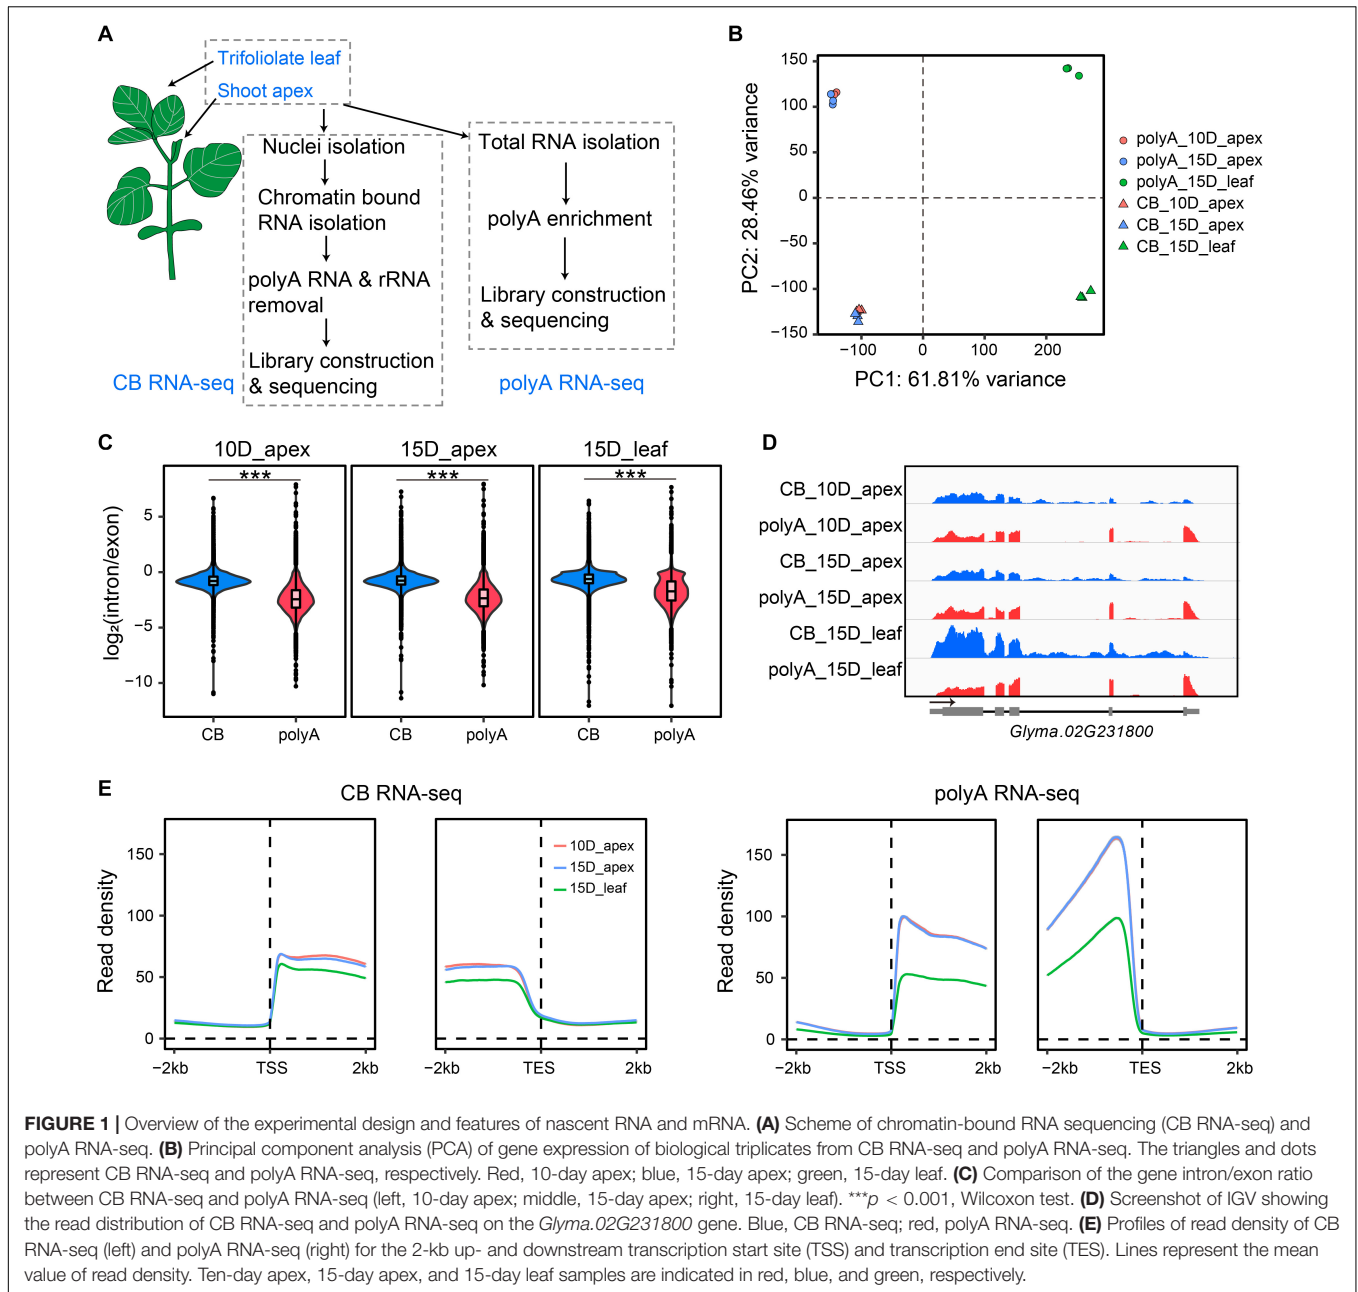 A
Trifoliolate leaf
Shoot apex
Nuclei isolation
Chromatin bound
RNA isolation
polyA RNA & rRNA
removal
Library construction
& sequencing
CB RNA-seq
Total RNA isolation
polyA enrichment
Library construction
& sequencing
polyA RNA-seq
B
PC2: 28.46% variance
150
100
50
0
−50
−100
−150
−100
0
100
200
PC1: 61.81% variance
polyA_10D_apex
polyA_15D_apex
polyA_15D_leaf
CB_10D_apex
CB_15D_apex
CB_15D_leaf
C
10D_apex
15D_apex
15D_leaf
***
***
***
log₂(intron/exon)
5
0
−5
−10
CB
polyA
CB
polyA
CB
polyA
D
CB_10D_apex
polyA_10D_apex
CB_15D_apex
polyA_15D_apex
CB_15D_leaf
polyA_15D_leaf
Glyma.02G231800
E
CB RNA-seq
Read density
150
100
50
0
−2kb
TSS
2kb
10D_apex
15D_apex
15D_leaf
−2kb
TES
2kb
polyA RNA-seq
Read density
150
100
50
0
−2kb
TSS
2kb
−2kb
TES
2kb
FIGURE 1 | Overview of the experimental design and features of nascent RNA and mRNA. (A) Scheme of chromatin-bound RNA sequencing (CB RNA-seq) and
polyA RNA-seq. (B) Principal component analysis (PCA) of gene expression of biological triplicates from CB RNA-seq and polyA RNA-seq. The triangles and dots
represent CB RNA-seq and polyA RNA-seq, respectively. Red, 10-day apex; blue, 15-day apex; green, 15-day leaf. (C) Comparison of the gene intron/exon ratio
between CB RNA-seq and polyA RNA-seq (left, 10-day apex; middle, 15-day apex; right, 15-day leaf). ***p < 0.001, Wilcoxon test. (D) Screenshot of IGV showing
the read distribution of CB RNA-seq and polyA RNA-seq on the Glyma.02G231800 gene. Blue, CB RNA-seq; red, polyA RNA-seq. (E) Profiles of read density of CB
RNA-seq (left) and polyA RNA-seq (right) for the 2-kb up- and downstream transcription start site (TSS) and transcription end site (TES). Lines represent the mean
value of read density. Ten-day apex, 15-day apex, and 15-day leaf samples are indicated in red, blue, and green, respectively.